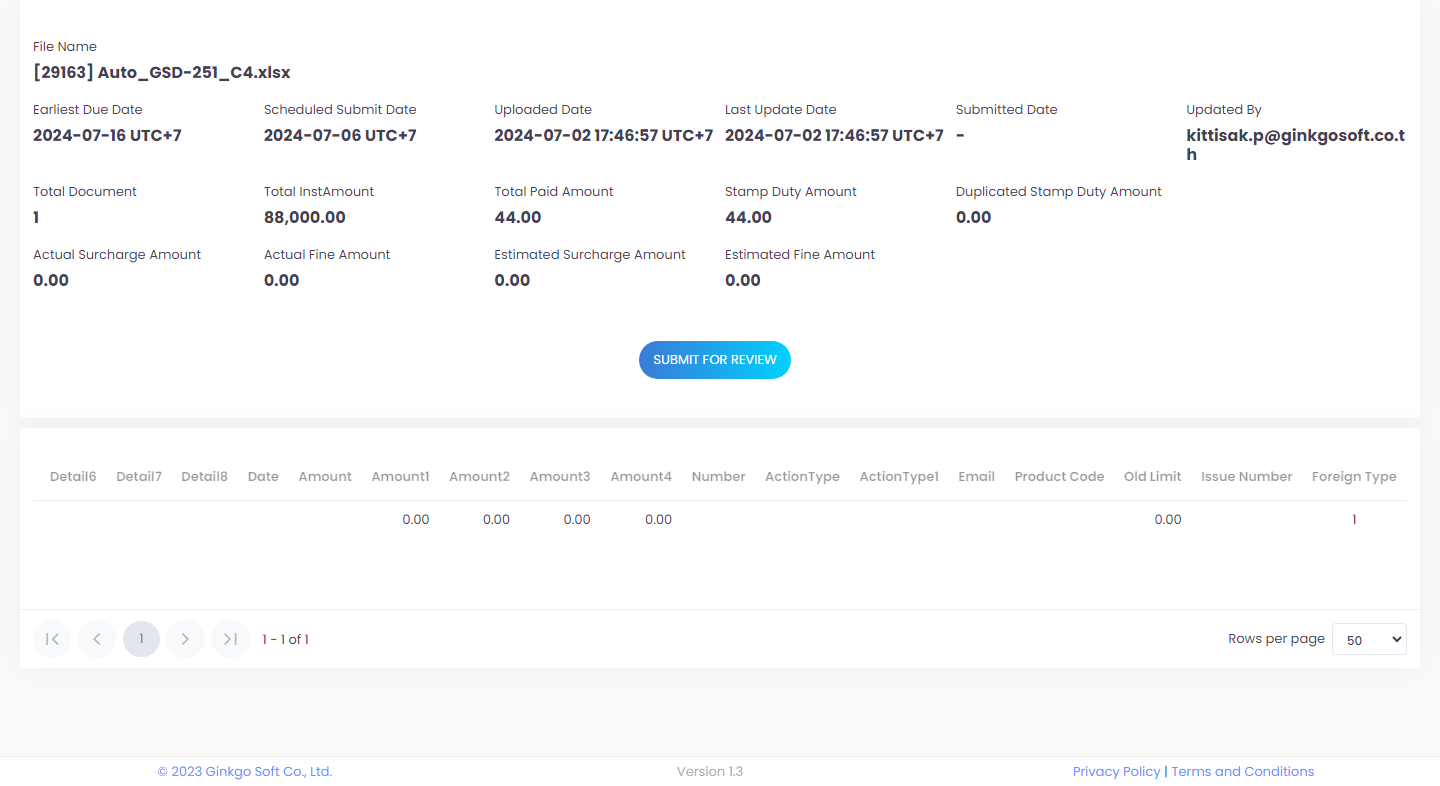 File Name
[29163] Auto_GSD-251_C4.xlsx
Earliest Due Date Scheduled Submit Date Uploaded Date Last Update Date Submitted Date Updated By
2024-07-16 UTC+7 2024-07-06 UTC+7 2024-07-02 17:46:57 UTC+7 2024-07-02 17:46:57 UTC+7 - kittisak.p@ginkgosoft.co.t
h
Total Document Total InstAmount Total Paid Amount Stamp Duty Amount Duplicated Stamp Duty Amount
1 88,000.00 44.00 44.00 0.00
Actual Surcharge Amount Actual Fine Amount Estimated Surcharge Amount Estimated Fine Amount
0.00 0.00 0.00 0.00
SUBMIT FOR REVIEW
Detail6 Detail7 Detail8 Date Amount Amount1 Amount2 Amount3 Amount4 Number ActionType ActionType1 Email Product Code Old Limit Issue Number Foreign Type
0.00 0.00 0.00 0.00 0.00 1
1 1 - 1 of 1 Rows per page 50
© 2023 Ginkgo Soft Co., Ltd. Version 1.3 Privacy Policy | Terms and Conditions